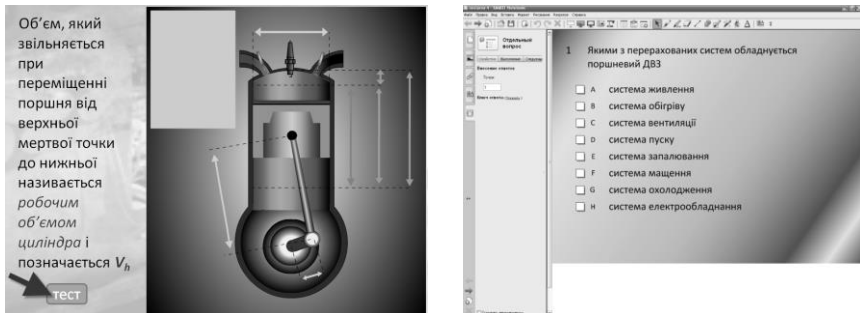 Об’єм, який
звільняється
при
переміщенні
поршня від
верхньої
мертвої точки
до нижньої
називається
робочим
об’ємом
циліндра і
позначається Vh
тест
Отдельный
вопрос
1 Якими з перерахованих систем обладнується
поршневий ДВЗ
A система живлення
B система обігріву
C система вентиляції
D система пуску
E система запалювання
F система мащення
G система охолодження
H система електрообладнання